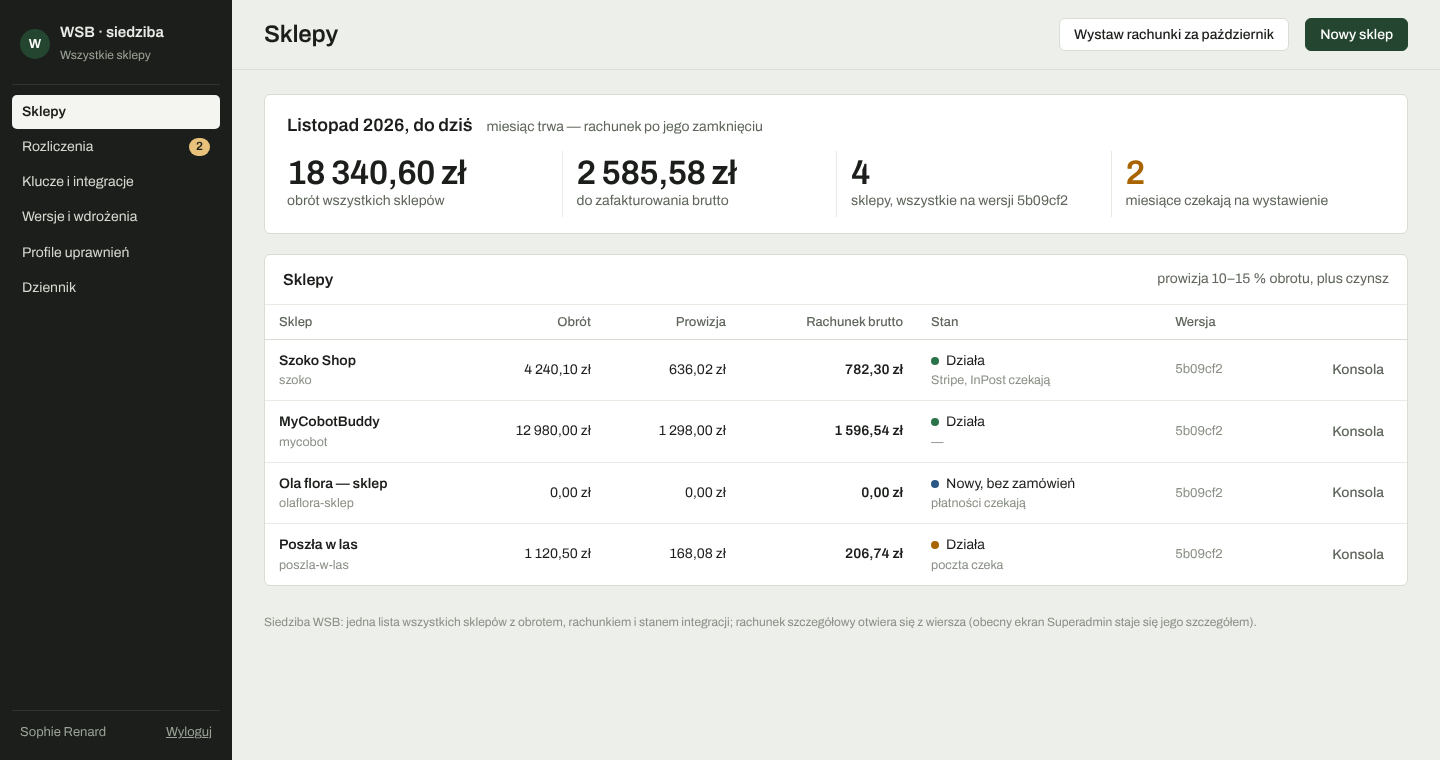 W
WSB · siedziba
Wszystkie sklepy
Sklepy
Rozliczenia 2
Klucze i integracje
Wersje i wdrożenia
Profile uprawnień
Dziennik
Sophie Renard Wyloguj
Sklepy
Wystaw rachunki za październik
Nowy sklep
Listopad 2026, do dziś miesiąc trwa — rachunek po jego zamknięciu
18 340,60 zł
obrót wszystkich sklepów
2 585,58 zł
do zafakturowania brutto
4
sklepy, wszystkie na wersji 5b09cf2
2
miesiące czekają na wystawienie
Sklepy prowizja 10–15 % obrotu, plus czynsz
Sklep Obrót Prowizja Rachunek brutto Stan Wersja
Szoko Shop
szoko
4 240,10 zł 636,02 zł 782,30 zł
Działa
Stripe, InPost czekają
5b09cf2 Konsola
MyCobotBuddy
mycobot
12 980,00 zł 1 298,00 zł 1 596,54 zł
Działa
—
5b09cf2 Konsola
Ola flora — sklep
olaflora-sklep
0,00 zł 0,00 zł 0,00 zł
Nowy, bez zamówień
płatności czekają
5b09cf2 Konsola
Poszła w las
poszla-w-las
1 120,50 zł 168,08 zł 206,74 zł
Działa
poczta czeka
5b09cf2 Konsola
Siedziba WSB: jedna lista wszystkich sklepów z obrotem, rachunkiem i stanem integracji; rachunek szczegółowy otwiera się z wiersza (obecny ekran Superadmin staje się jego szczegółem).